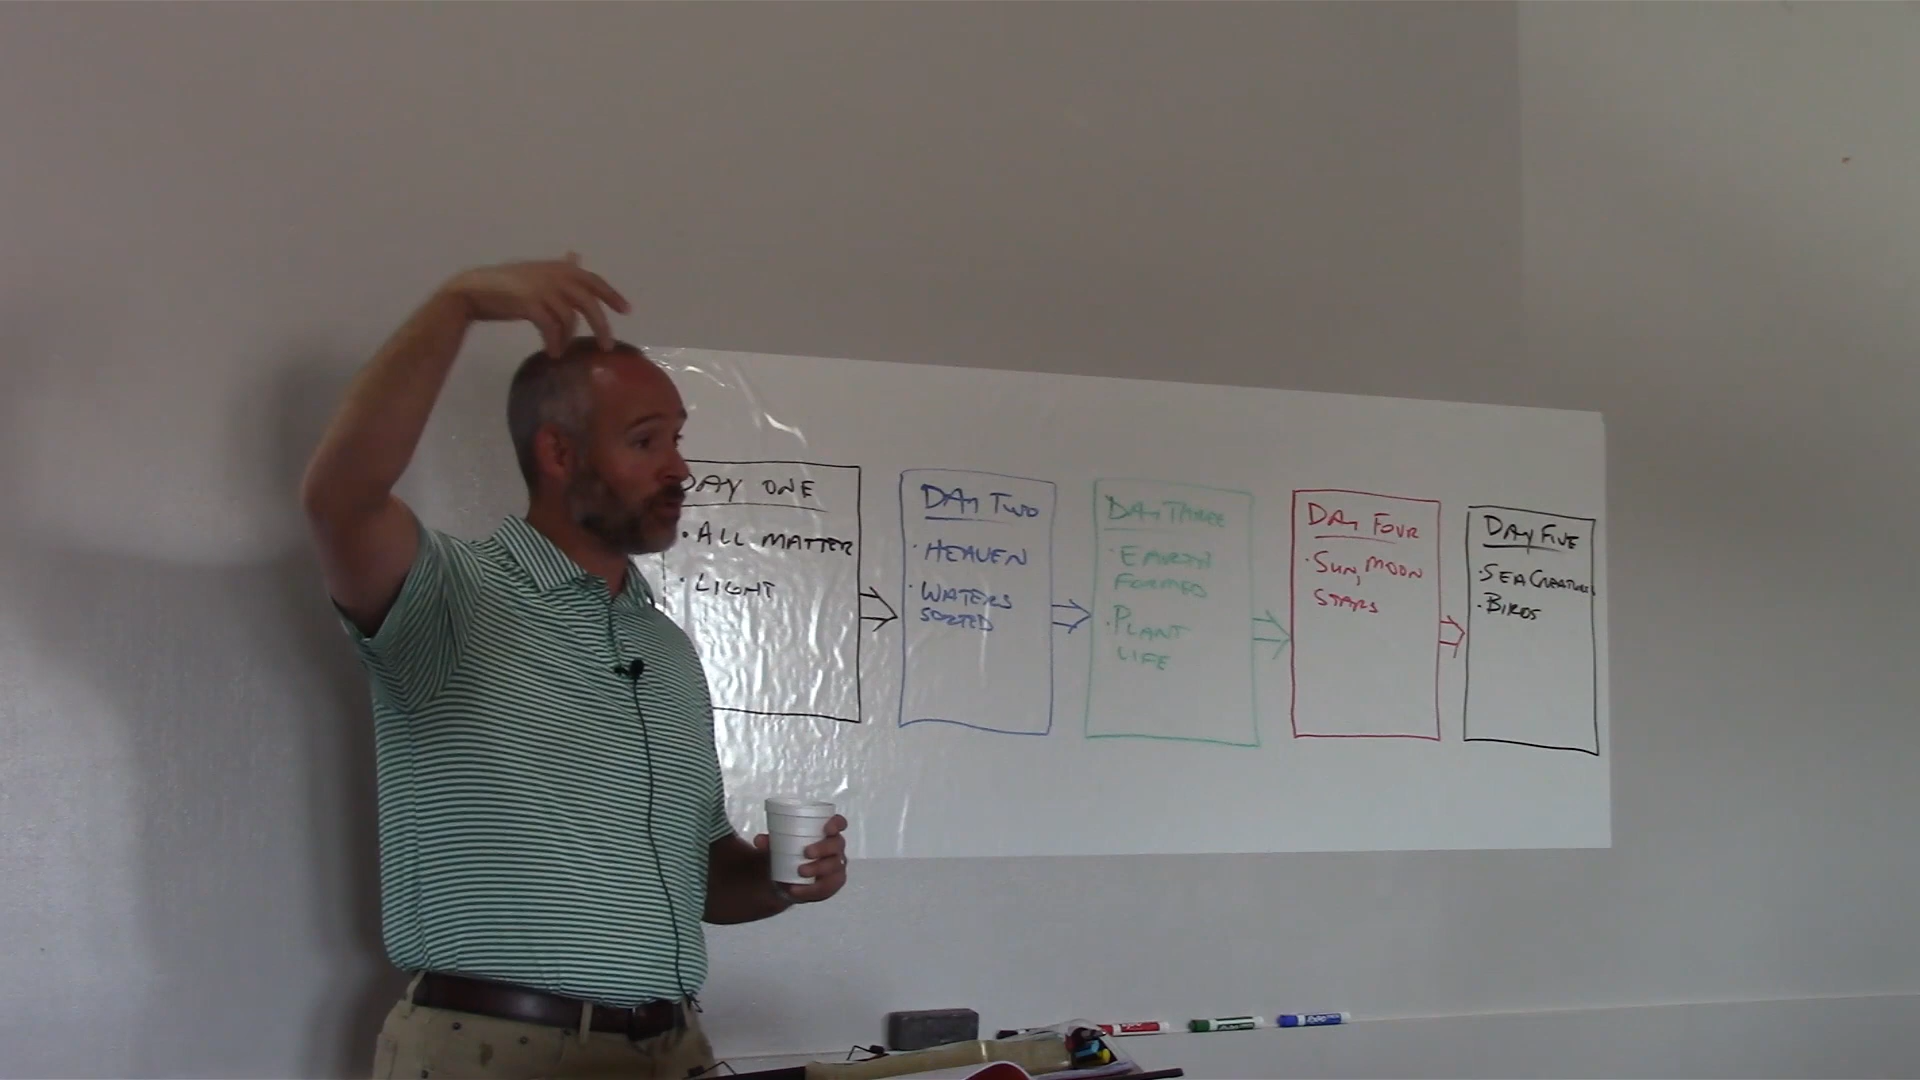 DAY ONE
• ALL MATTER
• LIGHT
DAY TWO
• HEAVEN
• WATERS
SORTED
DAY THREE
• EARTH
FORMED
• PLANT
LIFE
DAY FOUR
• SUN, MOON
STARS
DAY FIVE
• SEA CREATURES
• BIRDS